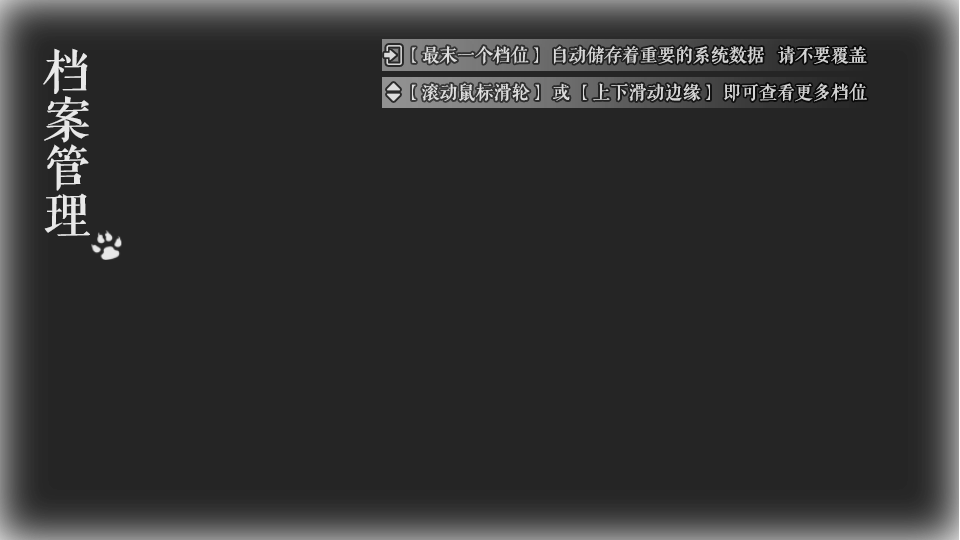 档案管理
[ 最末一个档位 ] 自动储存着重要的系统数据 请不要覆盖
[ 滚动鼠标滑轮 ] 或 [ 上下滑动边缘 ] 即可查看更多档位